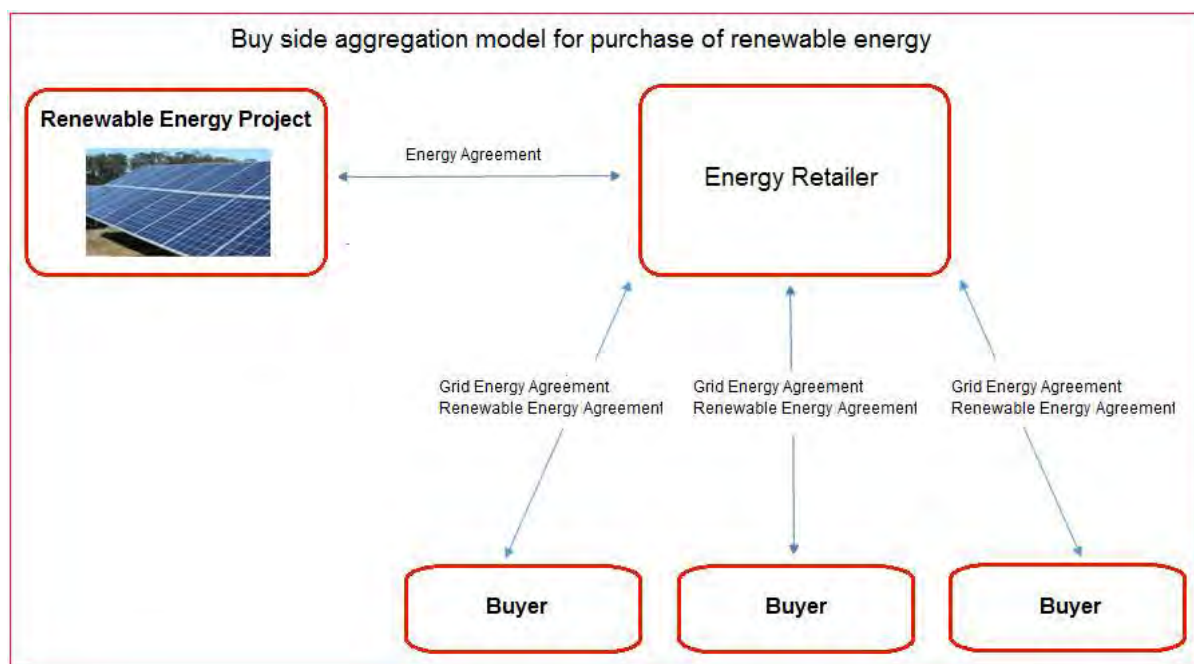 Buy side aggregation model for purchase of renewable energy
Renewable Energy Project
Energy Agreement
Energy Retailer
Grid Energy Agreement
Renewable Energy Agreement
Grid Energy Agreement
Renewable Energy Agreement
Grid Energy Agreement
Renewable Energy Agreement
Buyer
Buyer
Buyer